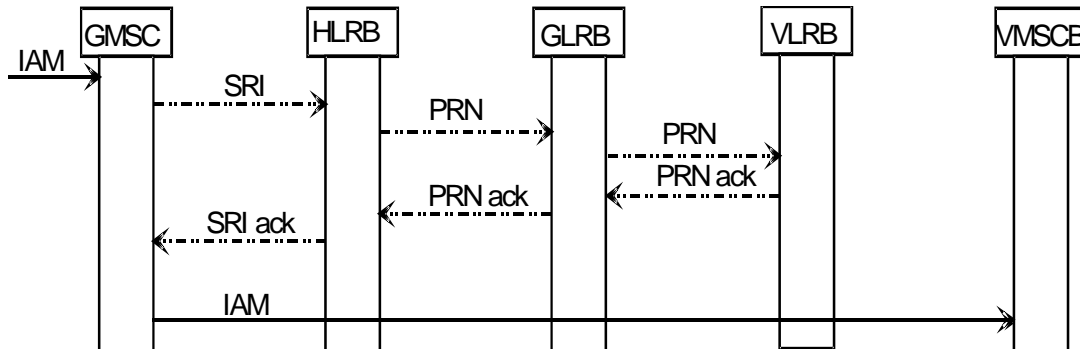 GMSC
HLRB
GLRB
VLRB
VMSCB
IAM
SRI
PRN
PRN
PRN ack
PRN ack
SRI ack
IAM